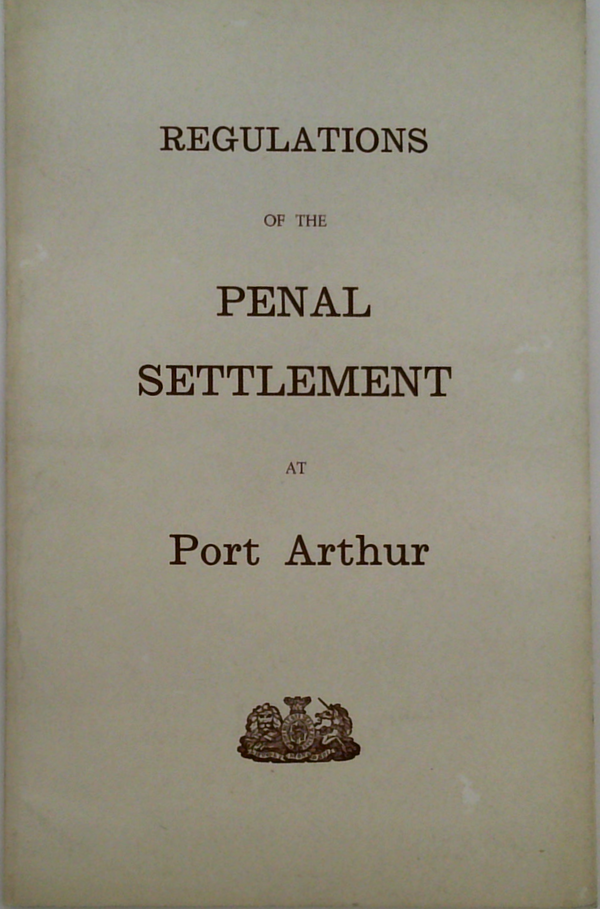 REGULATIONS
OF THE
PENAL
SETTLEMENT
AT
Port Arthur